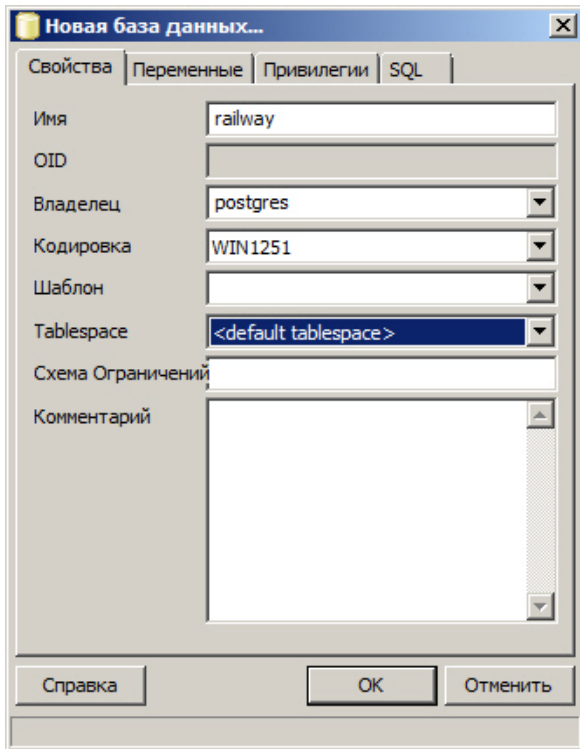 Новая база данных...
Свойства Переменные Привилегии SQL
Имя railway
OID
Владелец postgres
Кодировка WIN1251
Шаблон
Tablespace <default tablespace>
Схема Ограничений
Комментарий
Справка OK Отменить